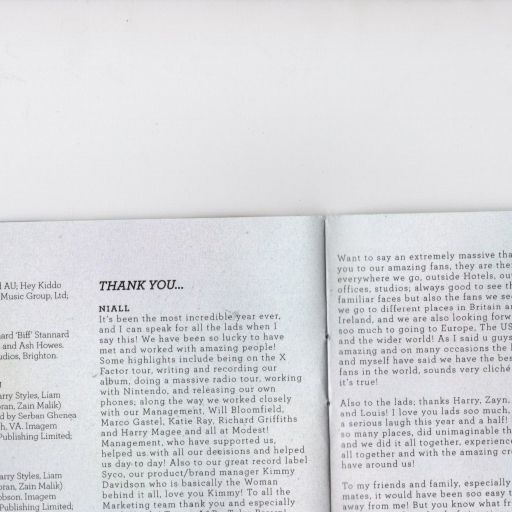 AU; Hey Kiddo
Music Group, Ltd;
ard 'Biff' Stannard
and Ash Howes.
udios, Brighton.
arry Styles, Liam
oran, Zain Malik)
d by Serban Ghenea
h, VA. Imagem
Publishing Limited;
arry Styles, Liam
oran, Zain Malik)
obson. Imagem
Publishing Limited;
THANK YOU...
NIALL
It's been the most incredible year ever,
and I can speak for all the lads when I
say this! We have been so lucky to have
met and worked with amazing people!
Some highlights include being on the X
Factor tour, writing and recording our
album, doing a massive radio tour, working
with Nintendo, and releasing our own
phones; along the way we worked closely
with our Management, Will Bloomfield,
Marco Gastel, Katie Ray, Richard Griffiths
and Harry Magee and all at Modest!
Management, who have supported us,
helped us with all our decisions and helped
us day to day! Also to our great record label
Syco, our product/brand manager Kimmy
Davidson who is basically the Woman
behind it all, love you Kimmy! To all the
Marketing team thank you and especially
Want to say an extremely massive tha
you to our amazing fans, they are the
everywhere we go, outside Hotels, ou
offices, studios; always good to see th
familiar faces but also the fans we see
we go to different places in Britain an
Ireland, and we are also looking forw
soo much to going to Europe, The US
and the wider world! As I said u guys
amazing and on many occasions the l
and myself have said we have the bes
fans in the world, sounds very cliché
it's true!
Also to the lads; thanks Harry, Zayn,
and Louis! I love you lads soo much,
a serious laugh this year and a half!
so many places, did unimaginable th
and we did it all together, experience
all together and with the amazing cre
have around us!
To my friends and family, especially
mates, it would have been soo easy t
away from me! But you know what fr